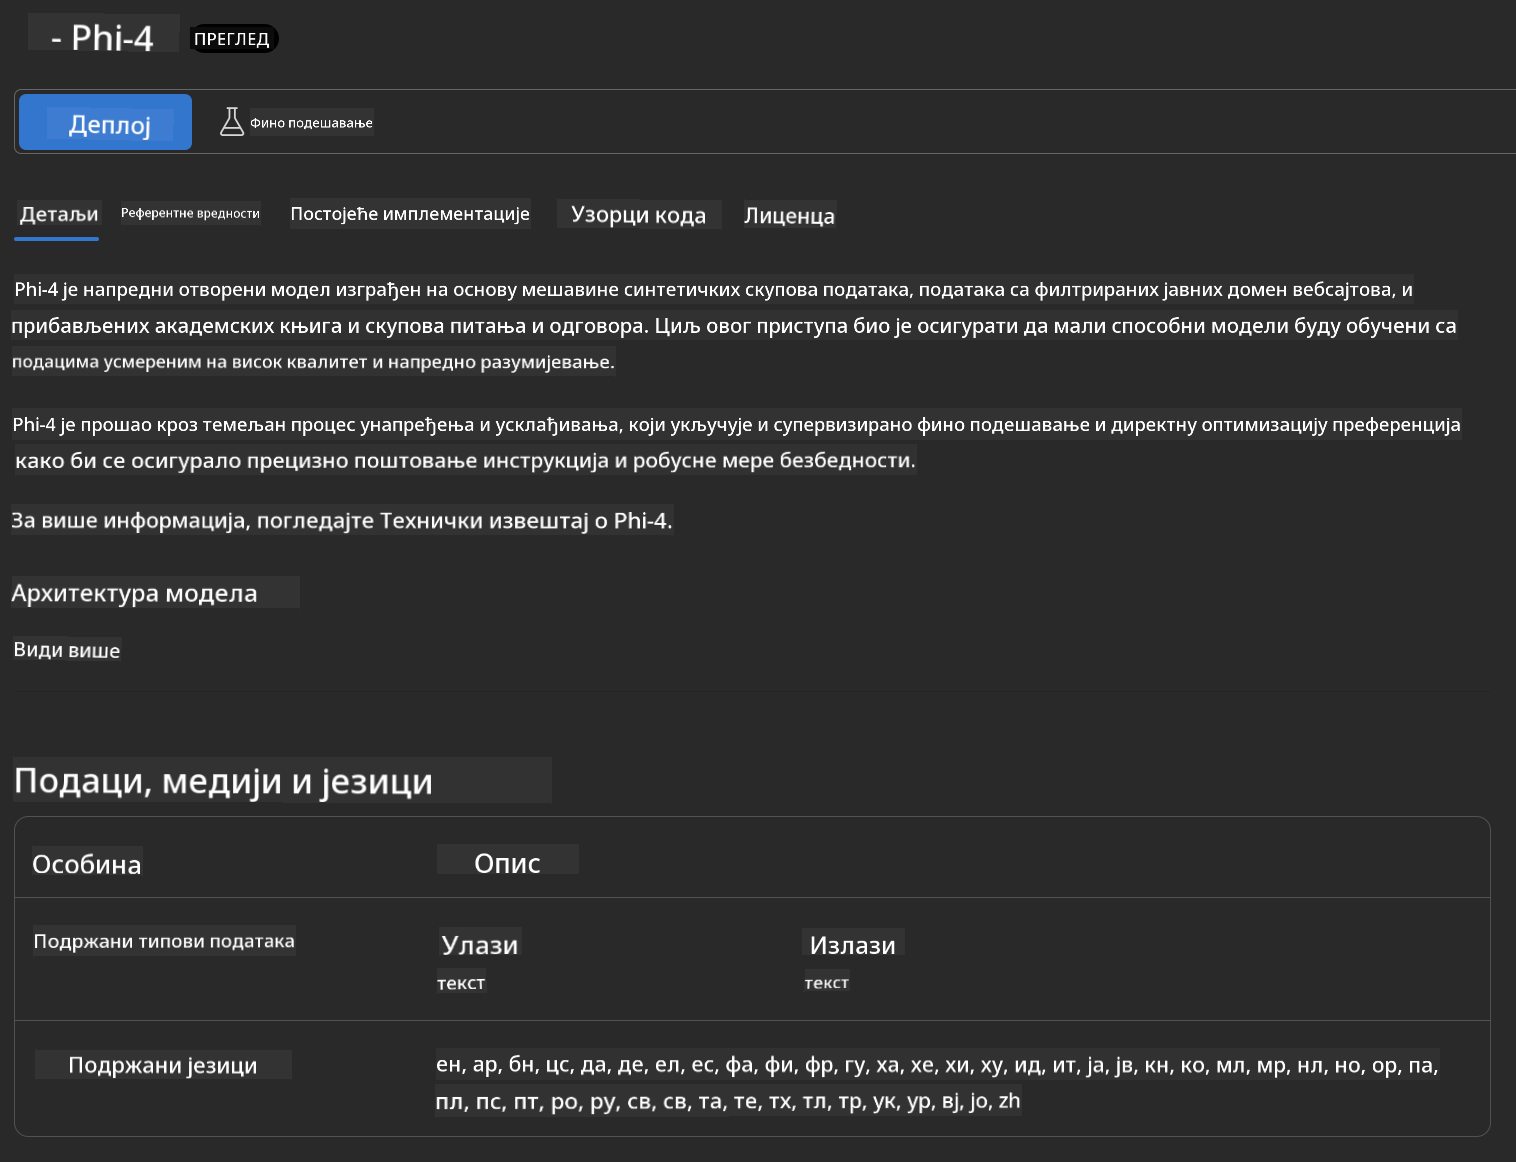 - Phi-4 ПРЕГЛЕД
Деплој Фино подешавање
Детаљи Референтне вредности Постојеће имплементације Узорци кода Лиценца
Phi-4 је напредни отворени модел изграђен на основу мешавине синтетичких скупова података, података са филтрираних јавних домен вебсајтова, и
прибављених академских књига и скупова питања и одговора. Циљ овог приступа био је осигурати да мали способни модели буду обучени са
подацима усмереним на висок квалитет и напредно разумијевање.
Phi-4 је прошао кроз темељан процес унапређења и усклађивања, који укључује и супервизирано фино подешавање и директну оптимизацију преференција
како би се осигурало прецизно поштовање инструкција и робусне мере безбедности.
За више информација, погледајте Технички извештај о Phi-4.
Архитектура модела
Види више
Подаци, медији и језици
Особина Опис
Подржани типови података Улази Излази
текст текст
Подржани језици ен, ар, бн, цс, да, де, ел, ес, фа, фи, фр, гу, ха, хе, хи, ху, ид, ит, ја, јв, кн, ко, мл, мр, нл, но, ор, па,
пл, пс, пт, ро, ру, св, св, та, те, тх, тл, тр, ук, ур, вј, јо, zh